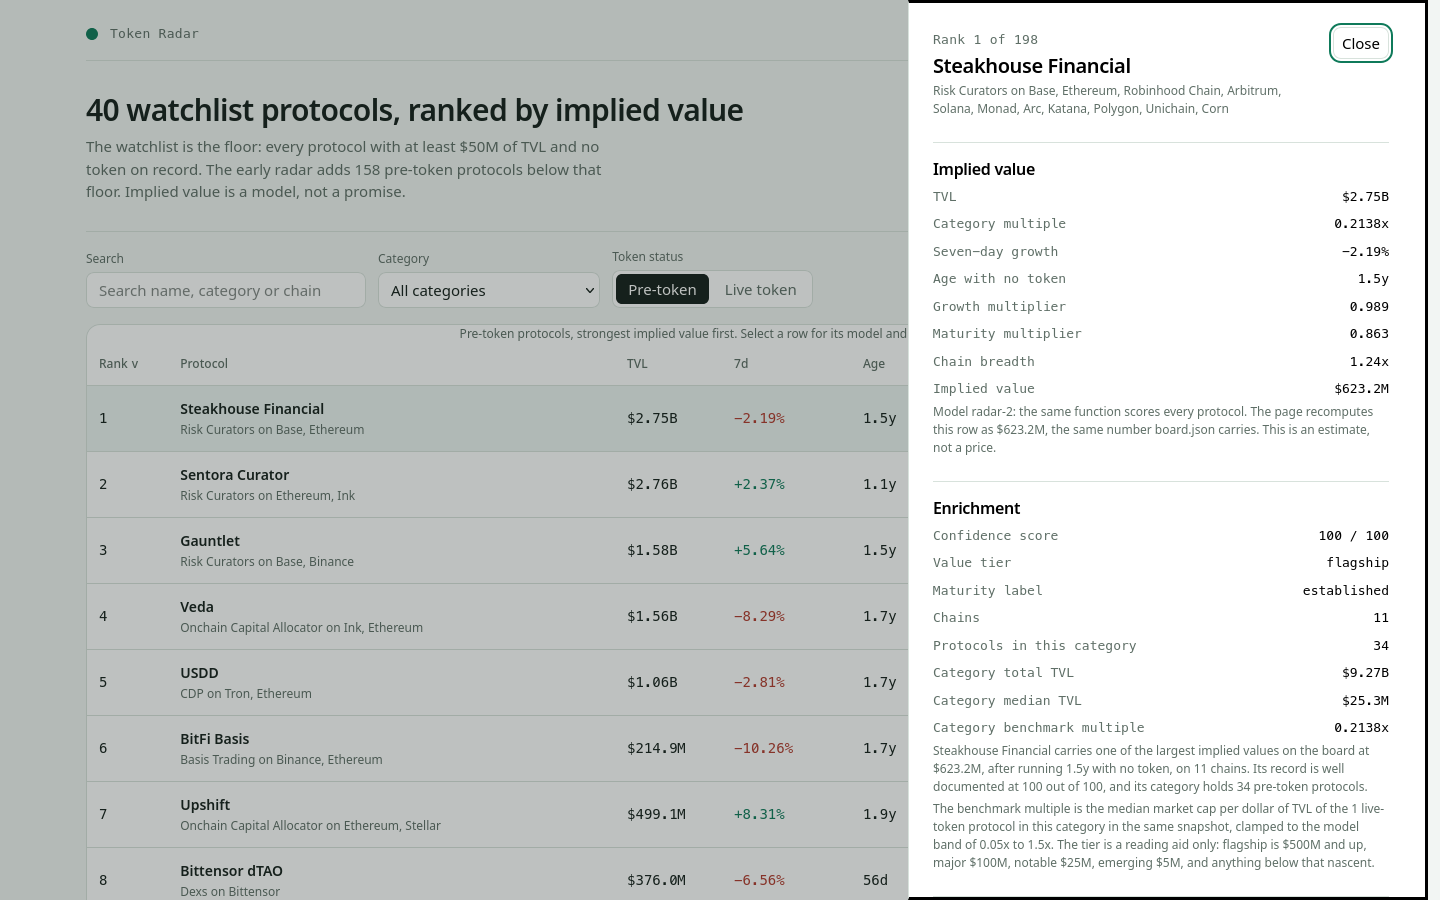 Token Radar
40 watchlist protocols, ranked by implied value
The watchlist is the floor: every protocol with at least $50M of TVL and no
token on record. The early radar adds 158 pre-token protocols below that
floor. Implied value is a model, not a promise.
Search
Category
Token status
Search name, category or chain
All categories
Pre-token
Live token
Pre-token protocols, strongest implied value first. Select a row for its model and
Rank v Protocol TVL 7d Age
1 Steakhouse Financial $2.75B −2.19% 1.5y
Risk Curators on Base, Ethereum
2 Sentora Curator $2.76B +2.37% 1.1y
Risk Curators on Ethereum, Ink
3 Gauntlet $1.58B +5.64% 1.5y
Risk Curators on Base, Binance
4 Veda $1.56B −8.29% 1.7y
Onchain Capital Allocator on Ink, Ethereum
5 USDD $1.06B −2.81% 1.7y
CDP on Tron, Ethereum
6 BitFi Basis $214.9M −10.26% 1.7y
Basis Trading on Binance, Ethereum
7 Upshift $499.1M +8.31% 1.9y
Onchain Capital Allocator on Ethereum, Stellar
8 Bittensor dTAO $376.0M −6.56% 56d
Dexs on Bittensor
Rank 1 of 198
Close
Steakhouse Financial
Risk Curators on Base, Ethereum, Robinhood Chain, Arbitrum,
Solana, Monad, Arc, Katana, Polygon, Unichain, Corn
Implied value
TVL $2.75B
Category multiple 0.2138x
Seven-day growth −2.19%
Age with no token 1.5y
Growth multiplier 0.989
Maturity multiplier 0.863
Chain breadth 1.24x
Implied value $623.2M
Model radar-2: the same function scores every protocol. The page recomputes
this row as $623.2M, the same number board.json carries. This is an estimate,
not a price.
Enrichment
Confidence score 100 / 100
Value tier flagship
Maturity label established
Chains 11
Protocols in this category 34
Category total TVL $9.27B
Category median TVL $25.3M
Category benchmark multiple 0.2138x
Steakhouse Financial carries one of the largest implied values on the board at
$623.2M, after running 1.5y with no token, on 11 chains. Its record is well
documented at 100 out of 100, and its category holds 34 pre-token protocols.
The benchmark multiple is the median market cap per dollar of TVL of the 1 live-
token protocol in this category in the same snapshot, clamped to the model
band of 0.05x to 1.5x. The tier is a reading aid only: flagship is $500M and up,
major $100M, notable $25M, emerging $5M, and anything below that nascent.